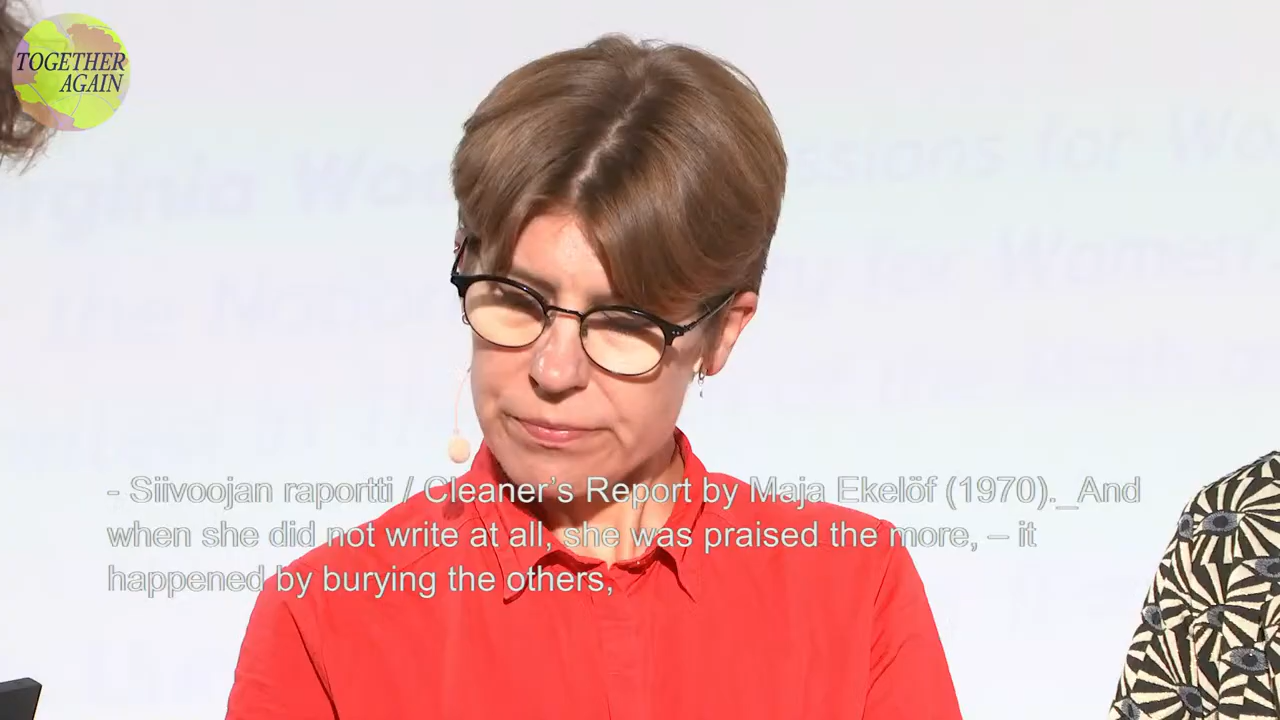 TOGETHER
AGAIN
- Siivoojan raportti / Cleaner's Report by Maja Ekelöf (1970)._And
when she did not write at all, she was praised the more, – it
happened by burying the others,